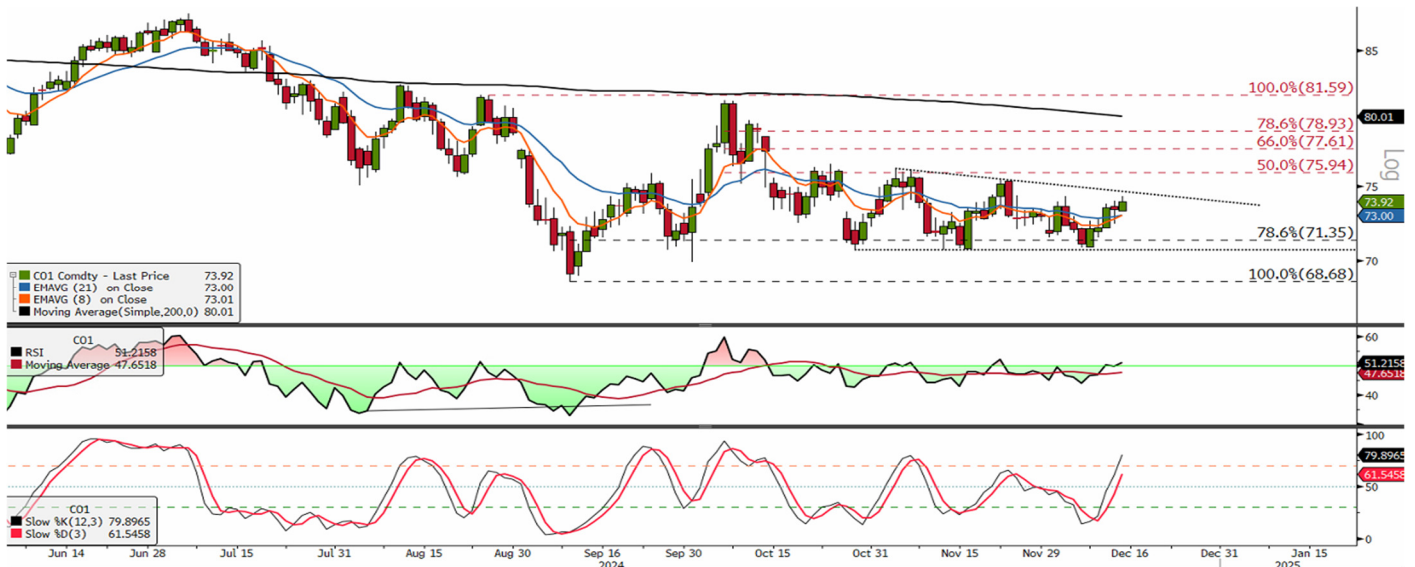 85
100.0%(81.59)
80.01
78.6%(78.93)
66.0%(77.61)
50.0%(75.94)
75
Log
73.92
73.00
78.6%(71.35)
70
100.0%(68.68)
CO1 Comdty - Last Price 73.92
EMAVG (21) on Close 73.00
EMAVG (8) on Close 73.01
Moving Average(Simple,200,0) 80.01
CO1
RSI 51.2158
Moving Average 47.6518
60
51.2158
47.6518
40
100
79.8965
61.5458
50
0
CO1
Slow %K(12,3) 79.8965
Slow %D(3) 61.5458
Jun 14 Jun 28 Jul 15 Jul 31 Aug 15 Aug 30 Sep 16 Sep 30 Oct 15 Oct 31 Nov 15 Nov 29 Dec 16 Dec 31 Jan 15
2024 2025